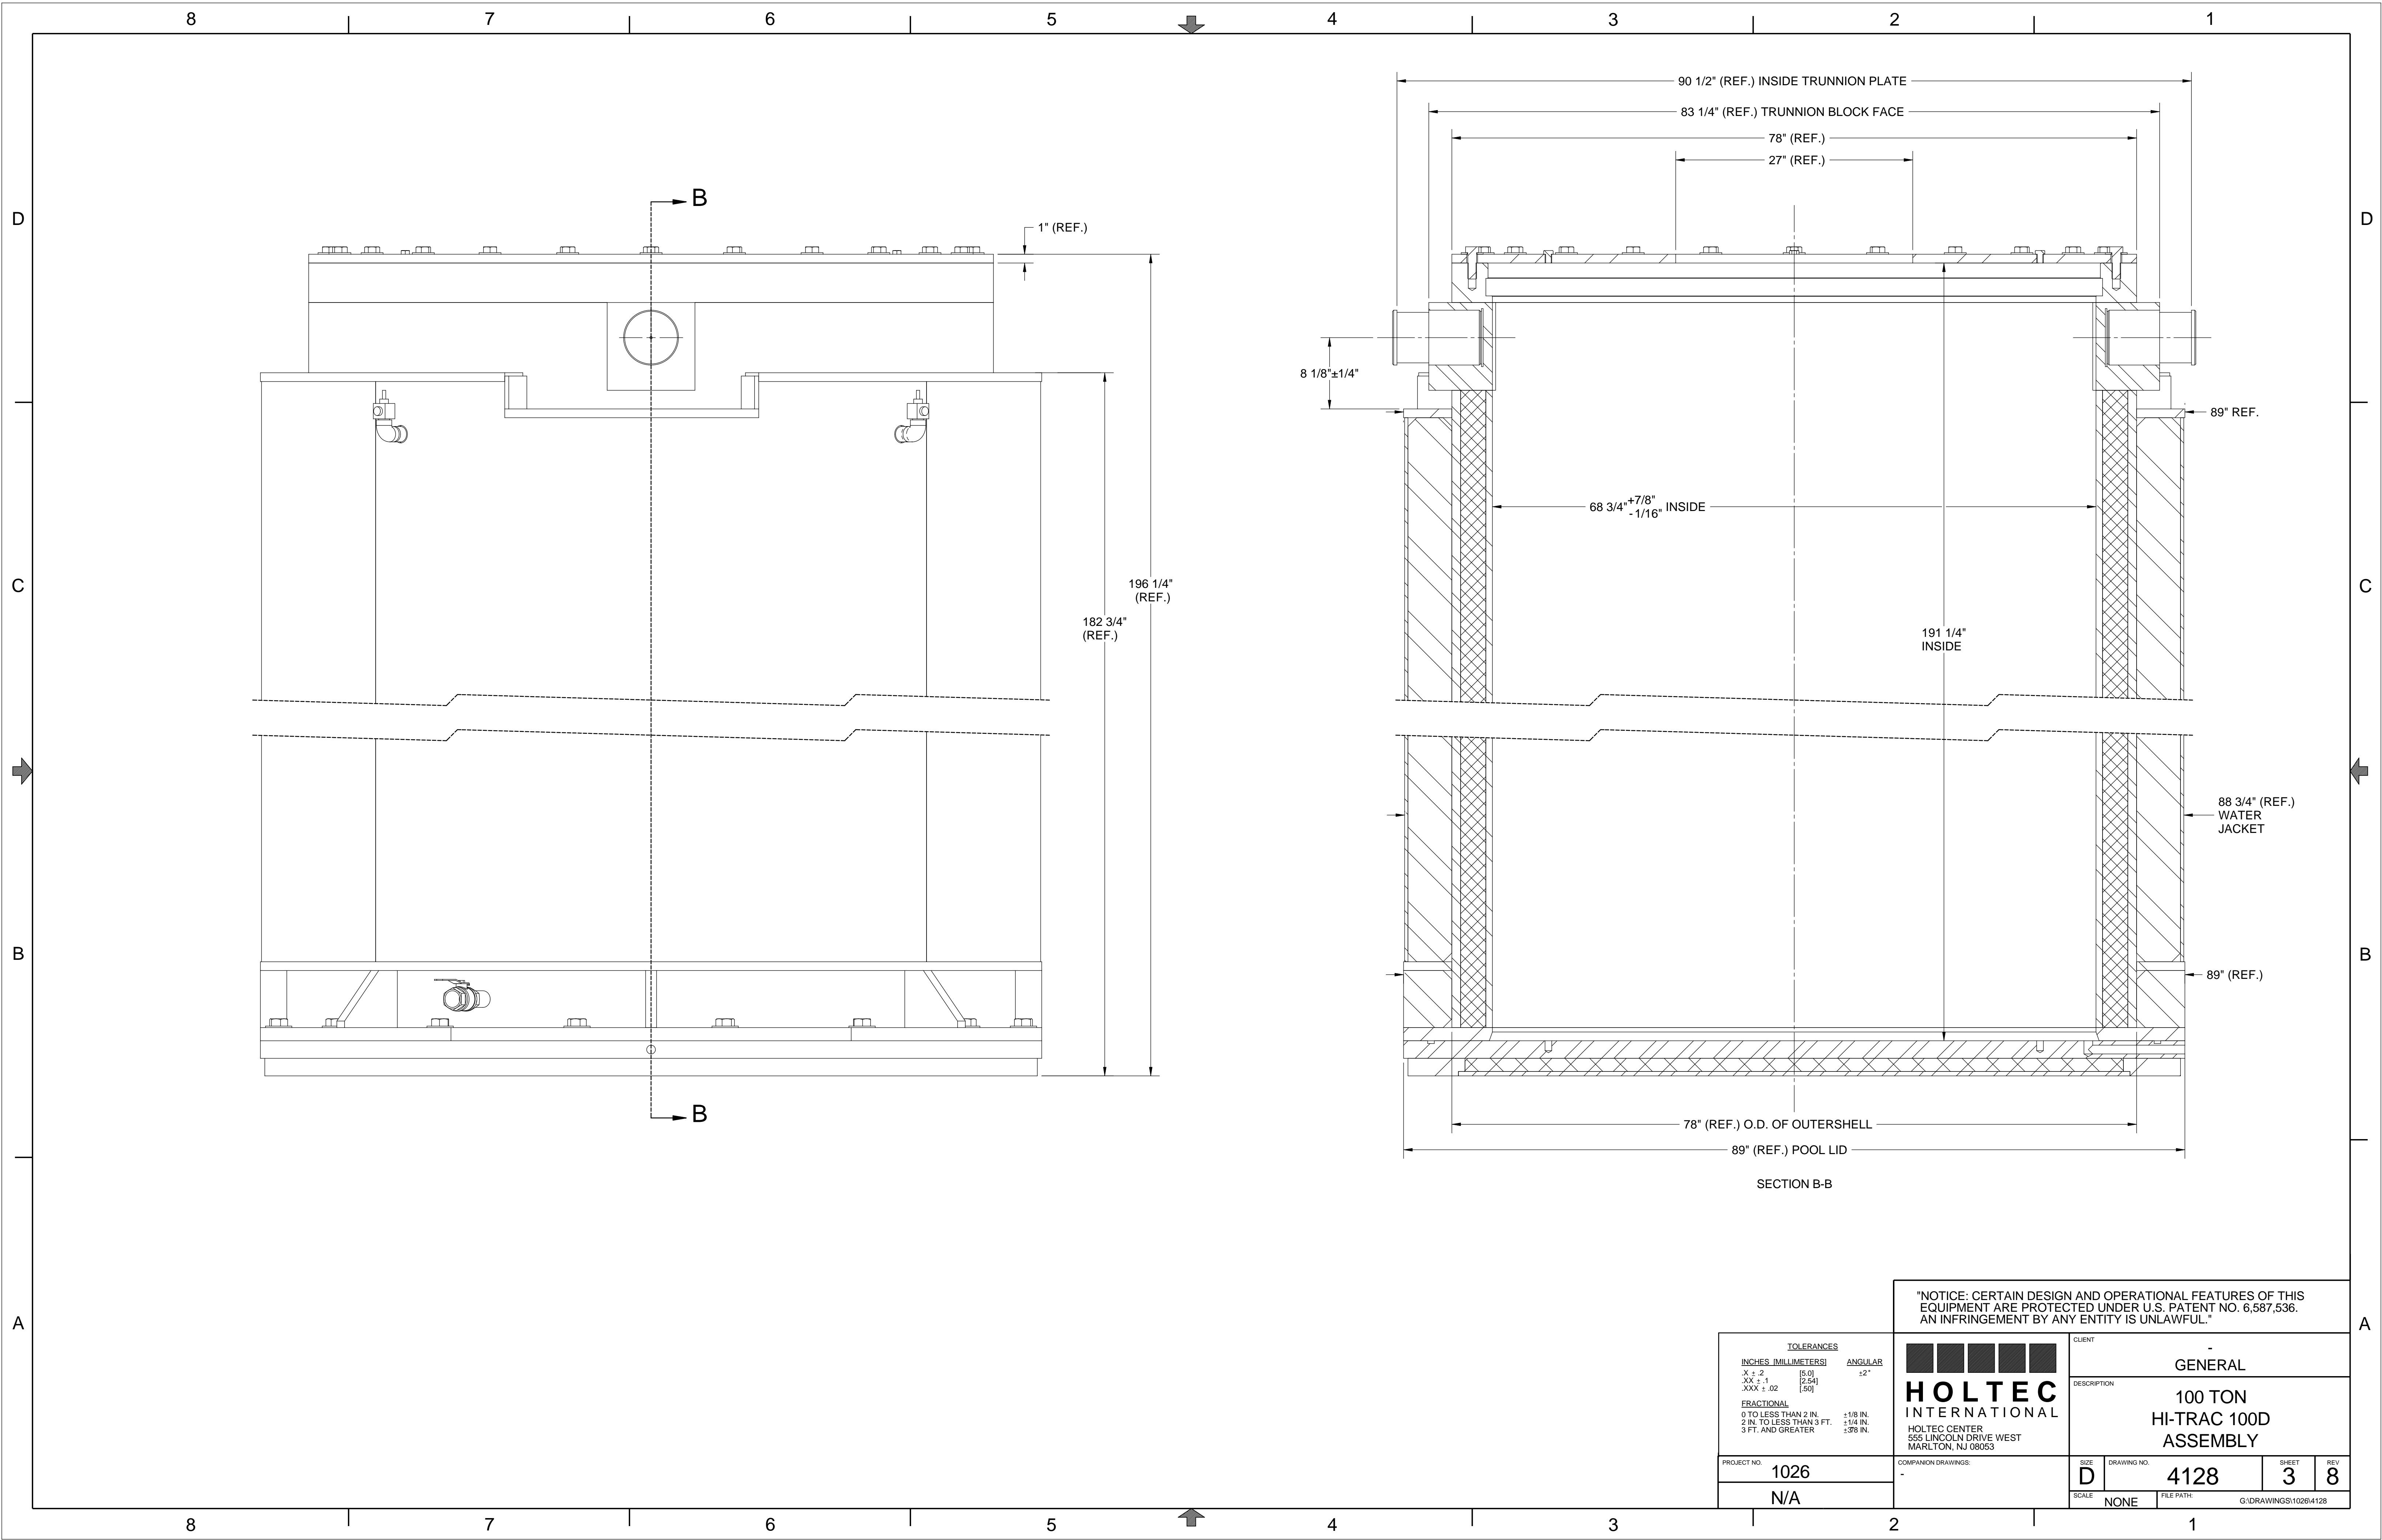 8 7 6 5 4 3 2 1
D
C
B
A
D
C
B
A
B
B
1" (REF.)
196 1/4"
(REF.)
182 3/4"
(REF.)
90 1/2" (REF.) INSIDE TRUNNION PLATE
83 1/4" (REF.) TRUNNION BLOCK FACE
78" (REF.)
27" (REF.)
8 1/8"±1/4"
89" REF.
68 3/4" +7/8" -1/16" INSIDE
191 1/4"
INSIDE
88 3/4" (REF.)
WATER
JACKET
89" (REF.)
78" (REF.) O.D. OF OUTERSHELL
89" (REF.) POOL LID
SECTION B-B
"NOTICE: CERTAIN DESIGN AND OPERATIONAL FEATURES OF THIS
EQUIPMENT ARE PROTECTED UNDER U.S. PATENT NO. 6,587,536.
AN INFRINGEMENT BY ANY ENTITY IS UNLAWFUL."
TOLERANCES
INCHES [MILLIMETERS] ANGULAR
.X ± .2 [5.0] ±2°
.XX ± .1 [2.54]
.XXX ± .02 [.50]
FRACTIONAL
0 TO LESS THAN 2 IN. ±1/8 IN.
2 IN. TO LESS THAN 3 FT. ±1/4 IN.
3 FT. AND GREATER IN.
HOLTEC
INTERNATIONAL
HOLTEC CENTER
555 LINCOLN DRIVE WEST
MARLTON, NJ 08053
CLIENT
-
GENERAL
DESCRIPTION
100 TON
HI-TRAC 100D
ASSEMBLY
PROJECT NO. 1026
N/A
COMPANION DRAWINGS:
-
SIZE D
DRAWING NO. 4128
SHEET 3
REV 8
SCALE NONE
FILE PATH: G:\DRAWINGS\1026\4128
8 7 6 5 4 3 2 1